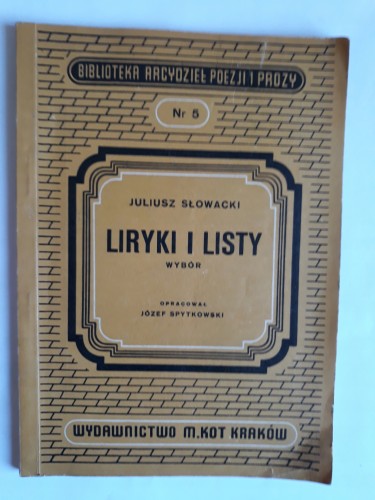 BIBLIOTEKA ARCYDZIEŁ POEZJI I PROZY
Nr 5
JULIUSZ SŁOWACKI
LIRYKI I LISTY
WYBÓR
OPRACOWAŁ
JÓZEF SPYTKOWSKI
WYDAWNICTWO M.KOT KRAKÓW